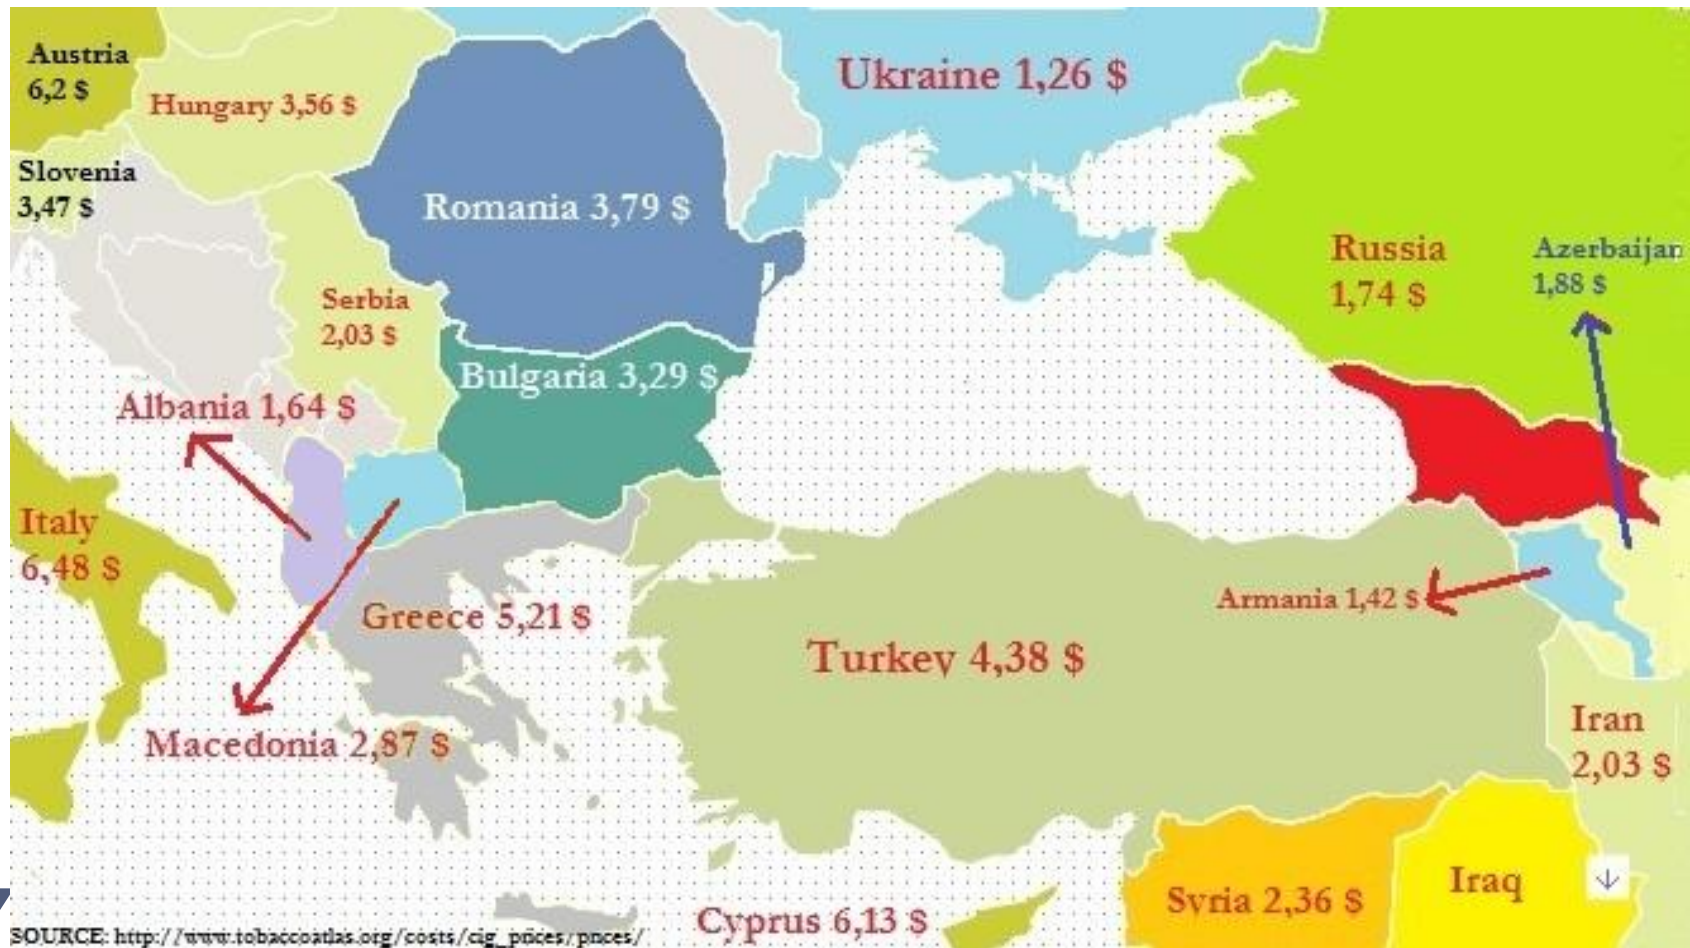 Austria
6,2 $
Hungary 3,56 $
Ukraine 1,26 $
Slovenia
3,47 $
Romania 3,79 $
Russia
1,74 $
Azerbaijan
1,88 $
Serbia
2,03 $
Bulgaria 3,29 $
Albania 1,64 $
Italy
6,48 $
Greece 5,21 $
Armania 1,42 $
Turkey 4,38 $
Macedonia 2,87 $
Iran
2,03 $
Syria 2,36 $
Iraq
Cyprus 6,13 $
SOURCE: http://www.tobaccoatlas.org/costs/cig_prices/prices/